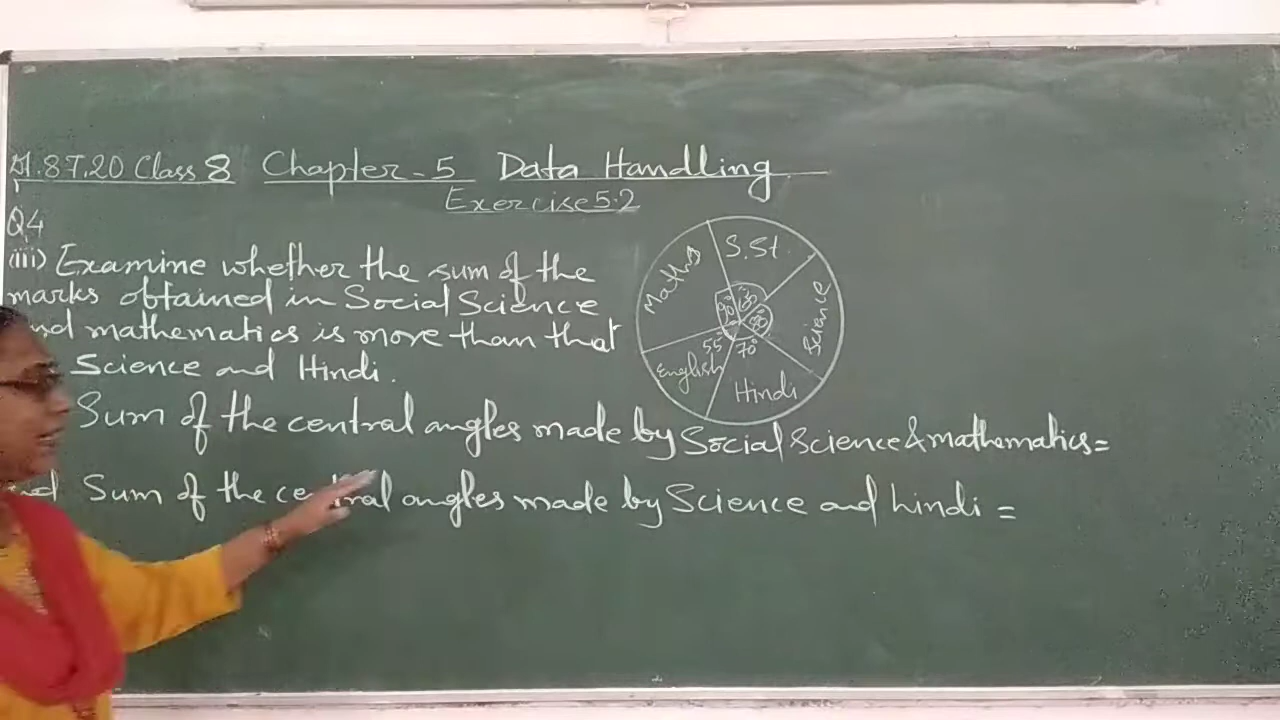 Dt.8.7.20 Class 8 Chapter-5 Data Handling
Exercise 5.2
Q4
(iii) Examine whether the sum of the
marks obtained in Social Science
and mathematics is more than that
Science and Hindi.
Sum of the central angles made by Social Science & mathematics =
Sum of the central angles made by Science and hindi =
S.St.
Maths
Science
90°
65°
80°
55°
70°
English
Hindi